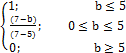 1; b ≤ 5
(7-b)/(7-5); 0 ≤ b ≤ 5
0; b ≥ 5